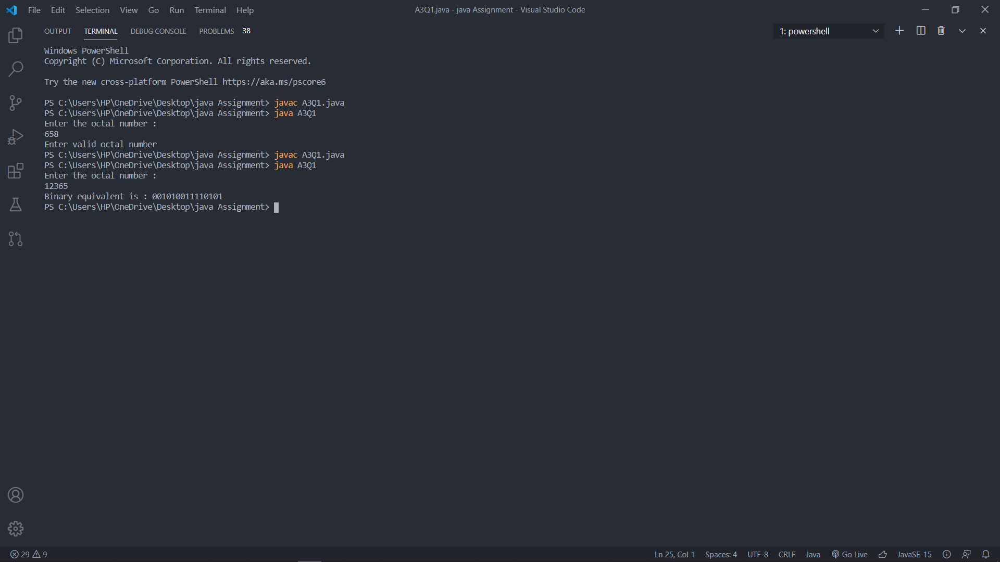 File Edit Selection View Go Run Terminal Help
A3Q1.java - java Assignment - Visual Studio Code
OUTPUT TERMINAL DEBUG CONSOLE PROBLEMS 38
1: powershell
Windows PowerShell
Copyright (C) Microsoft Corporation. All rights reserved.
Try the new cross-platform PowerShell https://aka.ms/pscore6
PS C:\Users\HP\OneDrive\Desktop\java Assignment> javac A3Q1.java
PS C:\Users\HP\OneDrive\Desktop\java Assignment> java A3Q1
Enter the octal number :
658
Enter valid octal number
PS C:\Users\HP\OneDrive\Desktop\java Assignment> javac A3Q1.java
PS C:\Users\HP\OneDrive\Desktop\java Assignment> java A3Q1
Enter the octal number :
12365
Binary equivalent is : 001010011110101
PS C:\Users\HP\OneDrive\Desktop\java Assignment>
29 9
Ln 25, Col 1 Spaces: 4 UTF-8 CRLF Java Go Live JavaSE-15